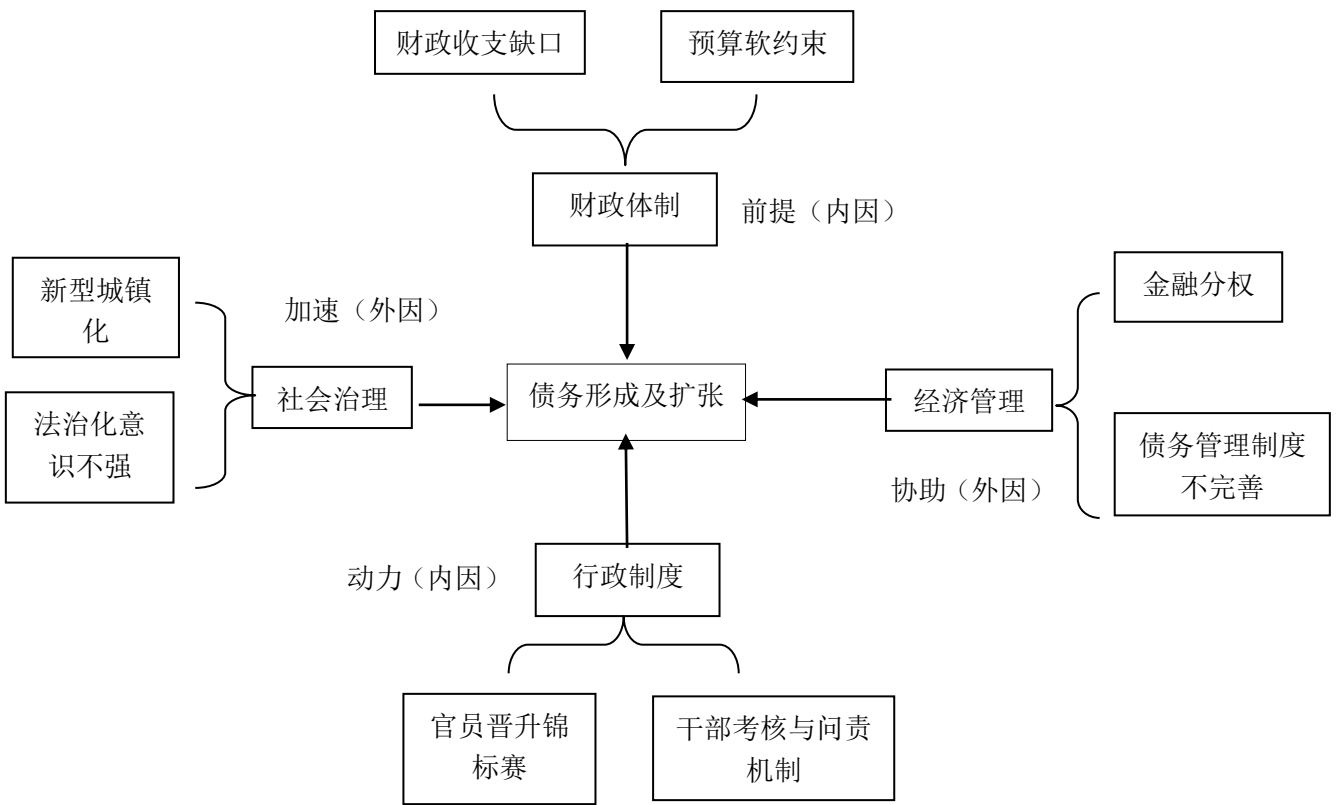 财政收支缺口
预算软约束
财政体制
前提（内因）
新型城镇
化
加速（外因）
金融分权
社会治理
债务形成及扩张
经济管理
法治化意
识不强
债务管理制度
不完善
协助（外因）
动力（内因）
行政制度
官员晋升锦
标赛
干部考核与问责
机制